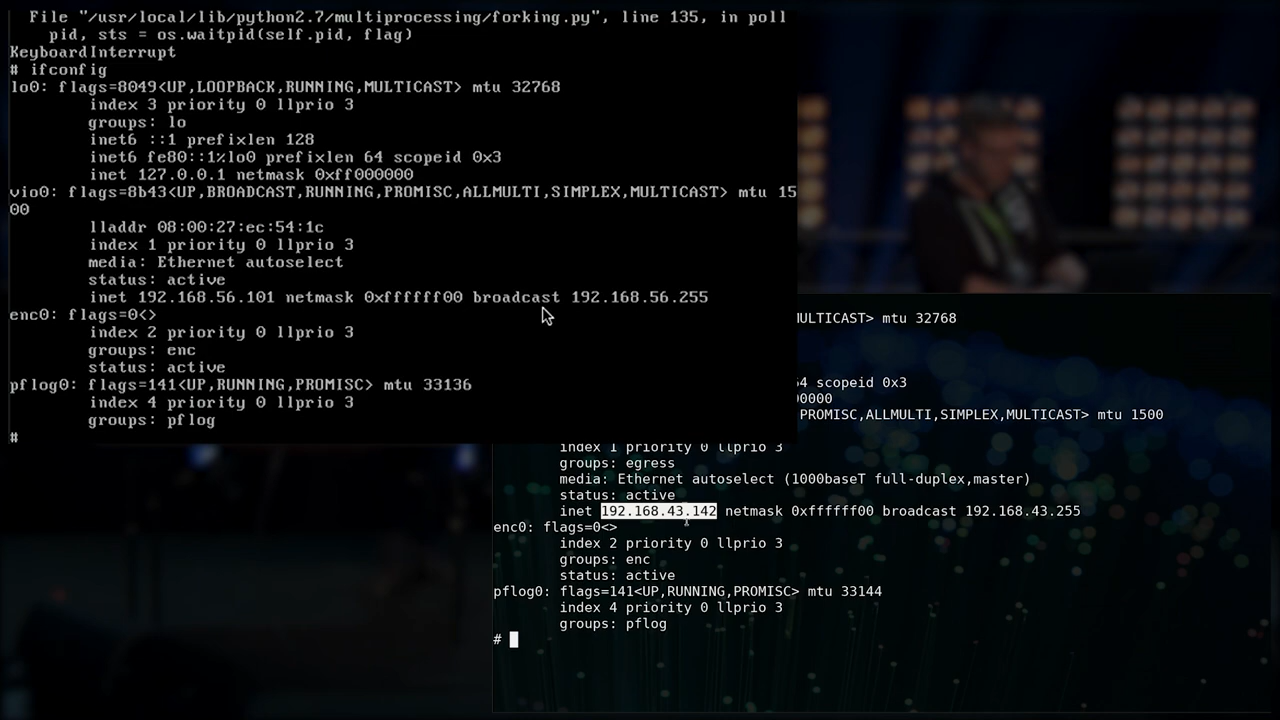 File "/usr/local/lib/python2.7/multiprocessing/forking.py", line 135, in poll
pid, sts = os.waitpid(self.pid, flag)
KeyboardInterrupt
# ifconfig
lo0: flags=8049<UP,LOOPBACK,RUNNING,MULTICAST> mtu 32768
index 3 priority 0 llprio 3
groups: lo
inet6 ::1 prefixlen 128
inet6 fe80::1%lo0 prefixlen 64 scopeid 0x3
inet 127.0.0.1 netmask 0xff000000
vio0: flags=8b43<UP,BROADCAST,RUNNING,PROMISC,ALLMULTI,SIMPLEX,MULTICAST> mtu 15
00
lladdr 08:00:27:ec:54:1c
index 1 priority 0 llprio 3
media: Ethernet autoselect
status: active
inet 192.168.56.101 netmask 0xffffff00 broadcast 192.168.56.255
enc0: flags=0<>
index 2 priority 0 llprio 3
groups: enc
status: active
pflog0: flags=141<UP,RUNNING,PROMISC> mtu 33136
index 4 priority 0 llprio 3
groups: pflog
#
MULTICAST> mtu 32768
64 scopeid 0x3
00000
PROMISC,ALLMULTI,SIMPLEX,MULTICAST> mtu 1500
index 1 priority 0 llprio 3
groups: egress
media: Ethernet autoselect (1000baseT full-duplex,master)
status: active
inet 192.168.43.142 netmask 0xffffff00 broadcast 192.168.43.255
enc0: flags=0<>
index 2 priority 0 llprio 3
groups: enc
status: active
pflog0: flags=141<UP,RUNNING,PROMISC> mtu 33144
index 4 priority 0 llprio 3
groups: pflog
#